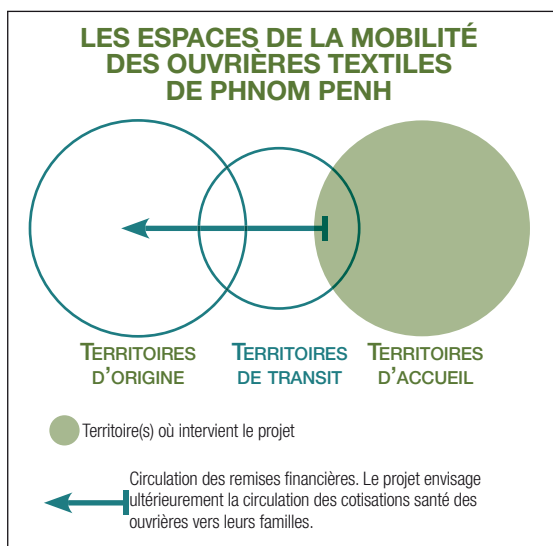 LES ESPACES DE LA MOBILITÉ
DES OUVRIÈRES TEXTILES
DE PHNOM PENH
TERRITOIRES
D'ORIGINE
TERRITOIRES
DE TRANSIT
TERRITOIRES
D'ACCUEIL
Territoire(s) où intervient le projet
Circulation des remises financières. Le projet envisage
ultérieurement la circulation des cotisations santé des
ouvrières vers leurs familles.